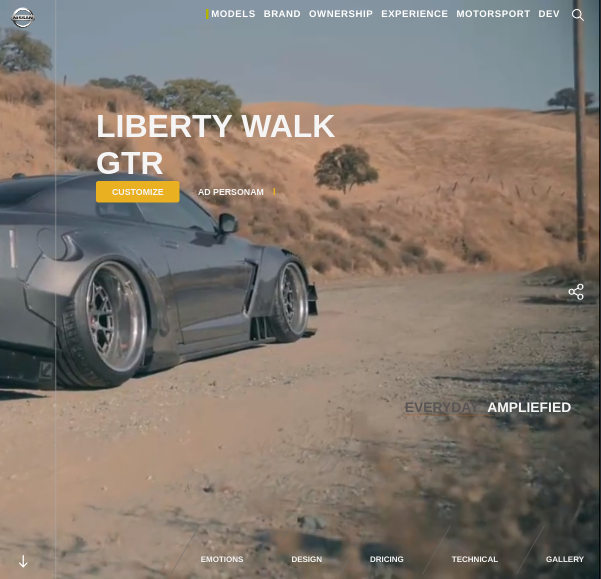 NISSAN
MODELS BRAND OWNERSHIP EXPERIENCE MOTORSPORT DEV
LIBERTY WALK
GTR
CUSTOMIZE AD PERSONAM
EVERYDAY AMPLIEFIED
EMOTIONS DESIGN DRICING TECHNICAL GALLERY